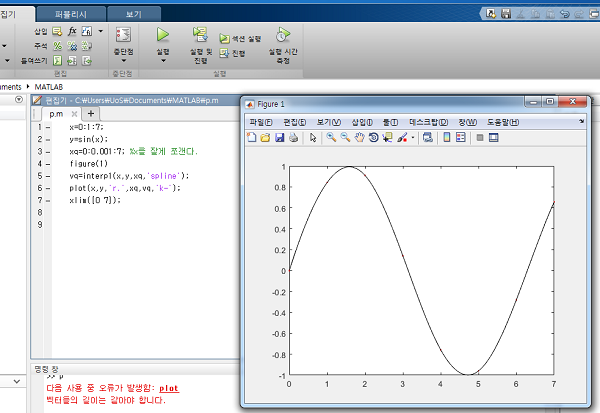 집기
퍼블리시
보기
삽입
fx
주석
들여쓰기
편집
중단점
중단점
실행
실행 및
진행
섹션 실행
진행
실행 시간
측정
실행
ments ▸ MATLAB
편집기 - C:₩Users₩UoS₩Documents₩MATLAB₩p.m
p.m
1 - x=0:1:7;
2 - y=sin(x);
3 - xq=0:0.001:7; %x를 잘게 쪼갠다.
4 - figure(1)
5 - vq=interp1(x,y,xq,'spline');
6 - plot(x,y,'r.',xq,vq,'k-');
7 - xlim([0 7]);
8
9
명령 창
>> p
다음 사용 중 오류가 발생함: plot
벡터들의 길이는 같아야 합니다.
Figure 1
파일(F) 편집(E) 보기(V) 삽입(I) 툴(T) 데스크탑(D) 창(W) 도움말(H)
1
0.8
0.6
0.4
0.2
0
-0.2
-0.4
-0.6
-0.8
-1
0 1 2 3 4 5 6 7